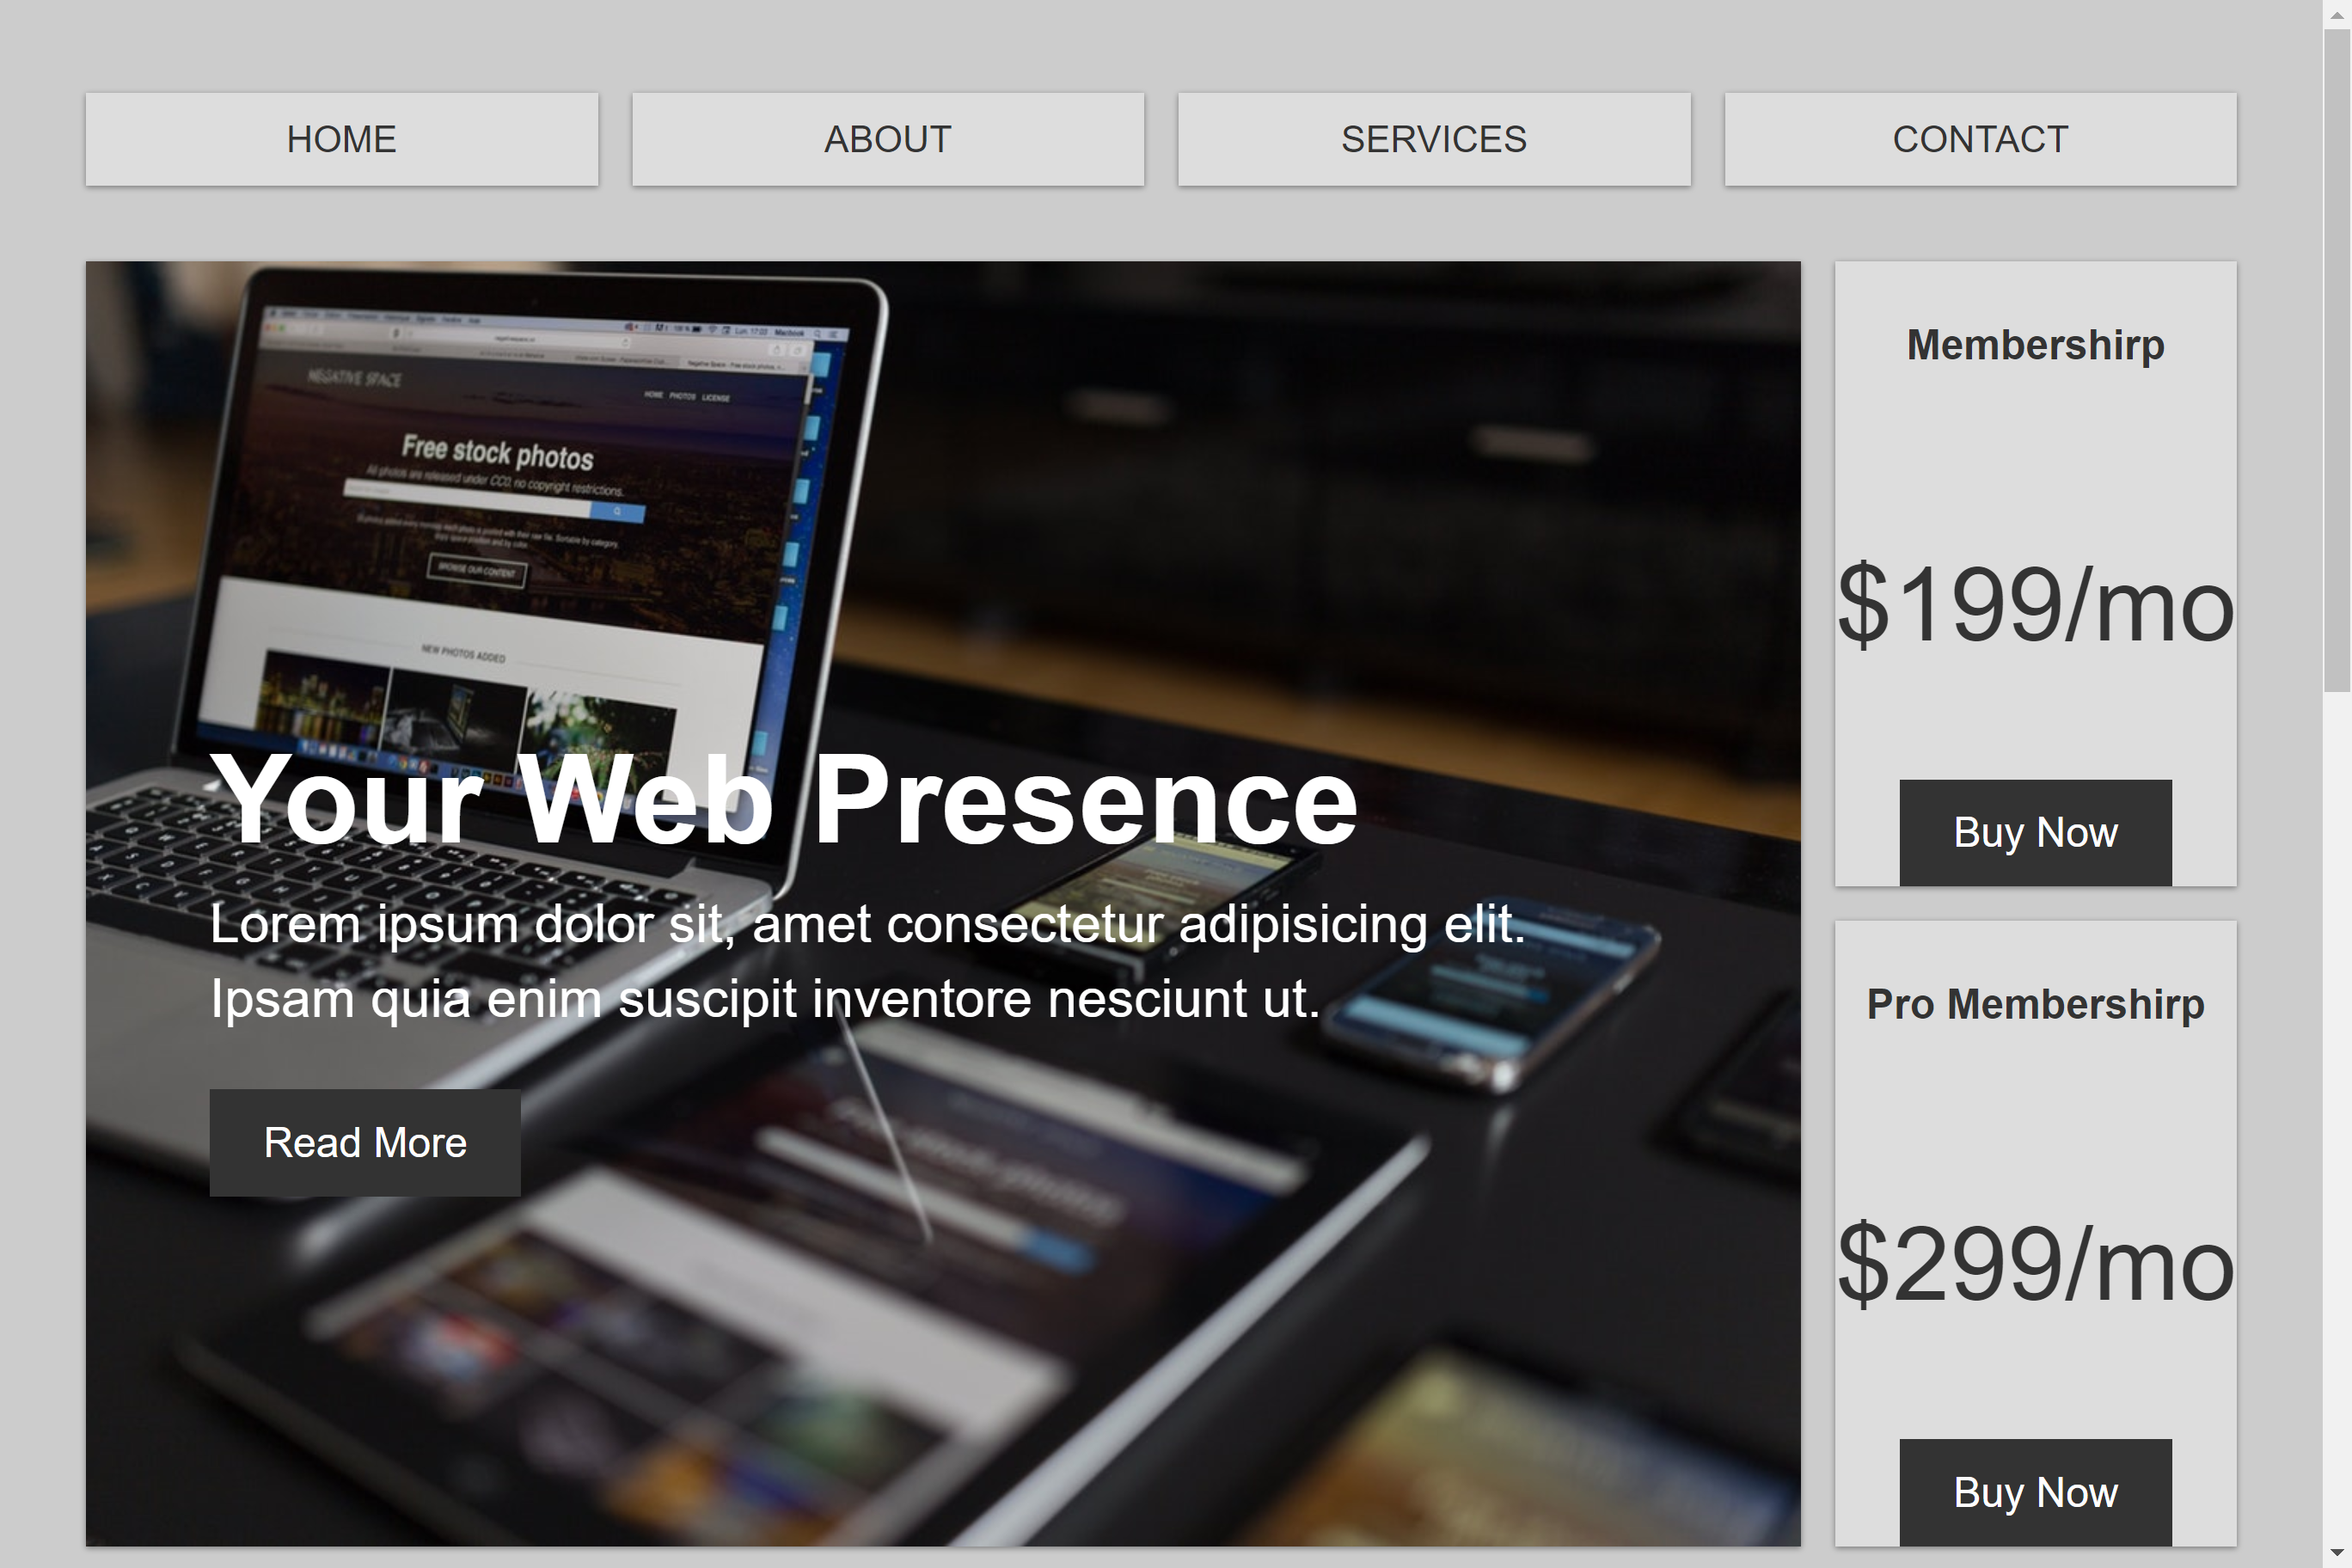 HOME
ABOUT
SERVICES
CONTACT
Macbook
NEGATIVE SPACE
HOME PHOTOS LICENSE
Free stock photos
All photos are released under CC0, no copyright restrictions.
BROWSE OUR CONTENT
NEW PHOTOS ADDED
Your Web Presence
Lorem ipsum dolor sit, amet consectetur adipisicing elit.
Ipsam quia enim suscipit inventore nesciunt ut.
Read More
Membershirp
$199/mo
Buy Now
Pro Membershirp
$299/mo
Buy Now